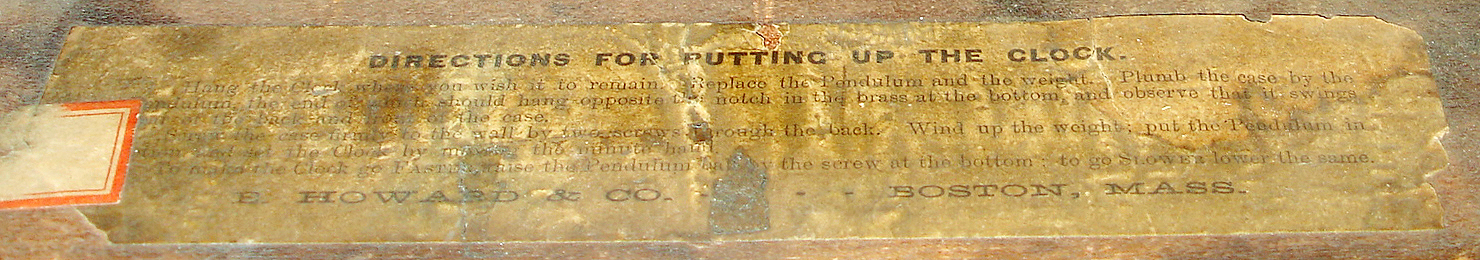 DIRECTIONS FOR PUTTING UP THE CLOCK.
Hang the Clock where you wish it to remain. Replace the Pendulum and the weight. Plumb the case by the
Pendulum, the end of which should hang opposite the notch in the brass at the bottom, and observe that it swings
the back and front of the case.
the case firmly to the wall by two screws through the back. Wind up the weight; put the Pendulum in
and set the Clock by moving the minute hand.
To make the Clock go FASTER, raise the Pendulum ball by the screw at the bottom; to go SLOWER lower the same.
E. HOWARD & CO. - - BOSTON, MASS.